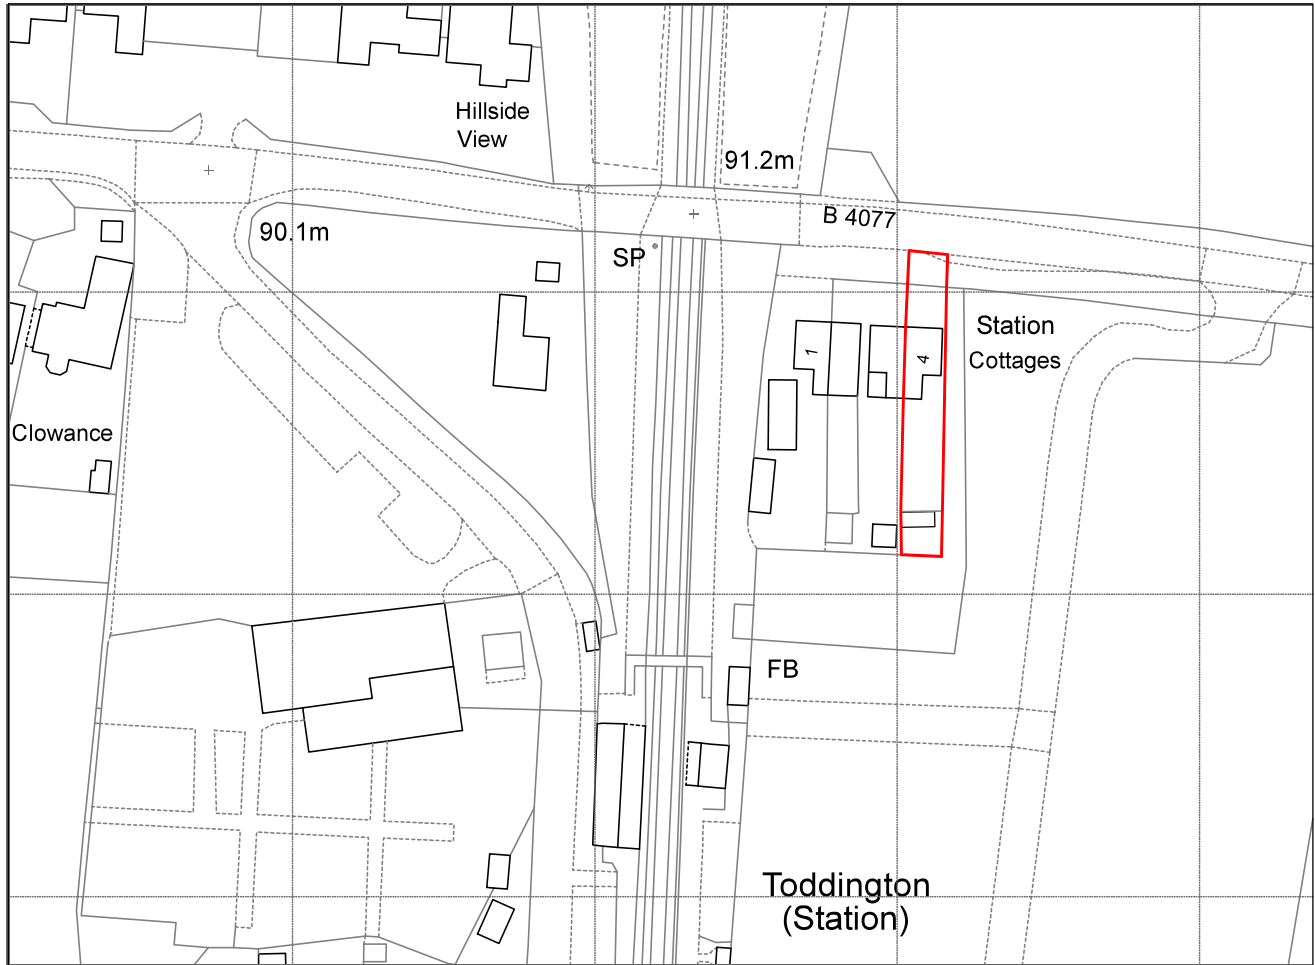 Hillside
View
91.2m
B 4077
90.1m
SP
Station
Cottages
1
4
Clowance
FB
Toddington
(Station)